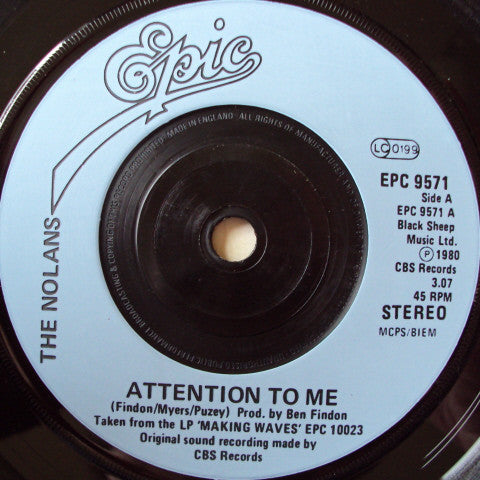 Epic
THE NOLANS
LC 0199
EPC 9571
Side A
EPC 9571 A
Black Sheep
Music Ltd.
Ⓟ 1980
CBS Records
3.07
45 RPM
STEREO
MCPS/BIEM
ATTENTION TO ME
(Findon/Myers/Puzey) Prod. by Ben Findon
Taken from the LP 'MAKING WAVES' EPC 10023
Original sound recording made by
CBS Records
MADE IN ENGLAND · ALL RIGHTS OF